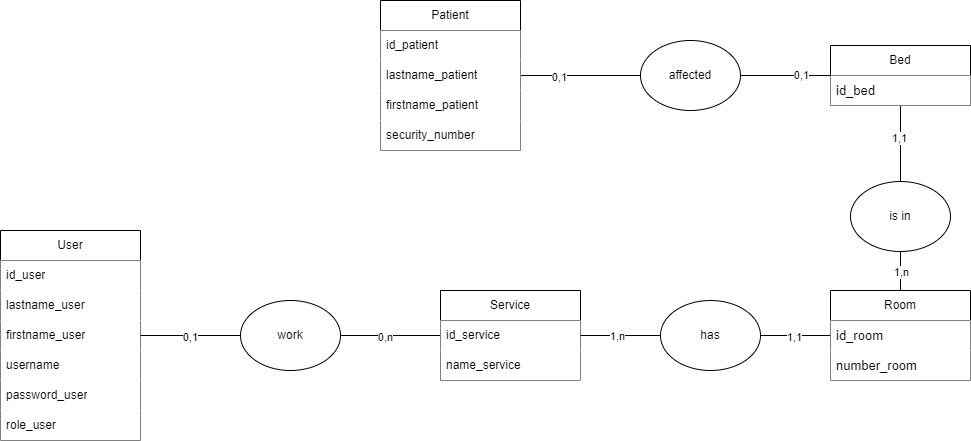 Patient
id_patient
lastname_patient
firstname_patient
security_number
0,1
affected
0,1
Bed
id_bed
1,1
is in
1,n
User
id_user
lastname_user
firstname_user
username
password_user
role_user
0,1
work
0,n
Service
id_service
name_service
1,n
has
1,1
Room
id_room
number_room